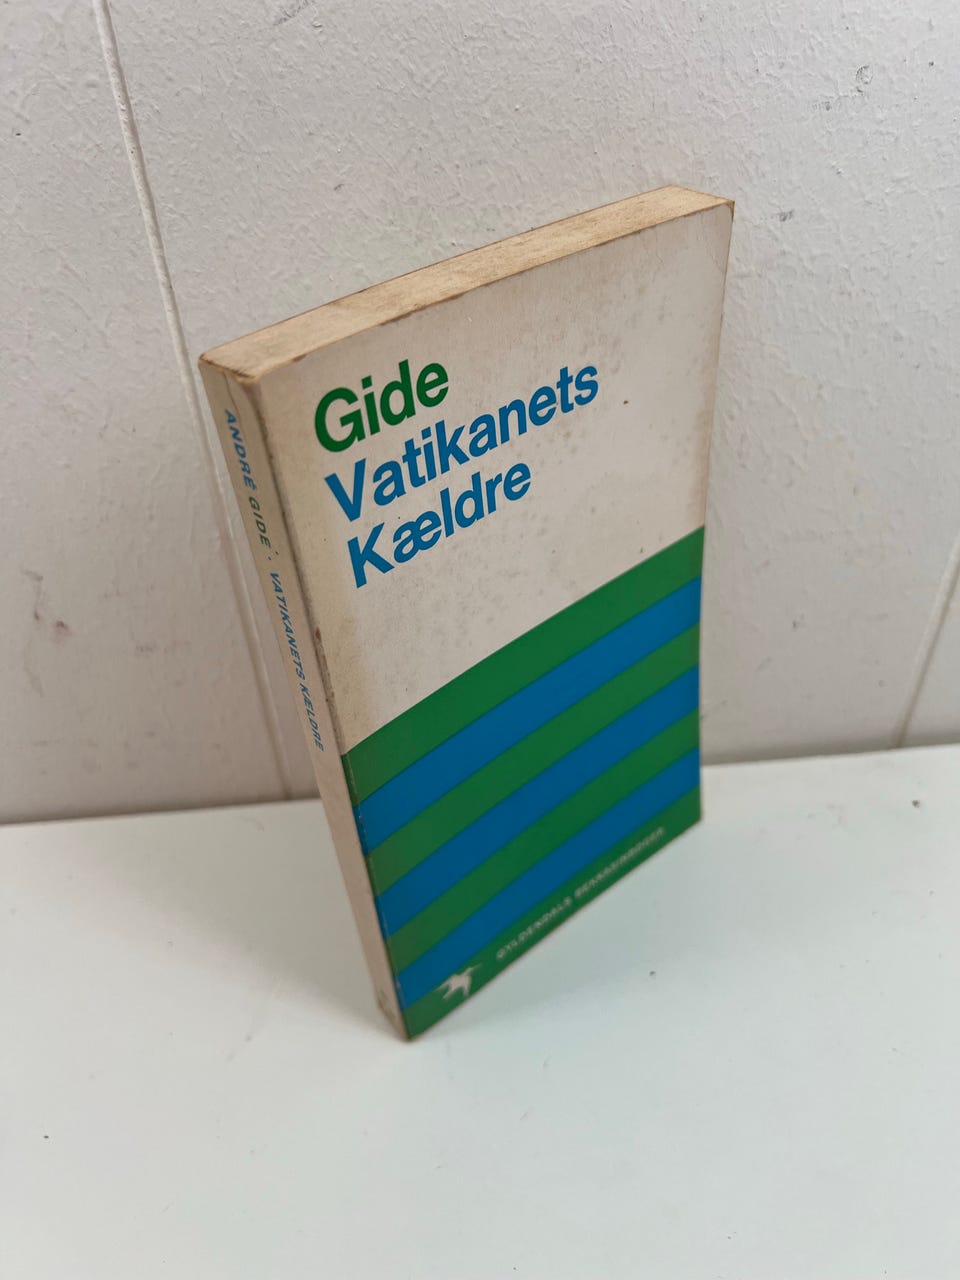 Gide
Vatikanets
Kældre
GYLDENDALS BEKKASINBØGER
ANDRÉ GIDE · VATIKANETS KÆLDRE